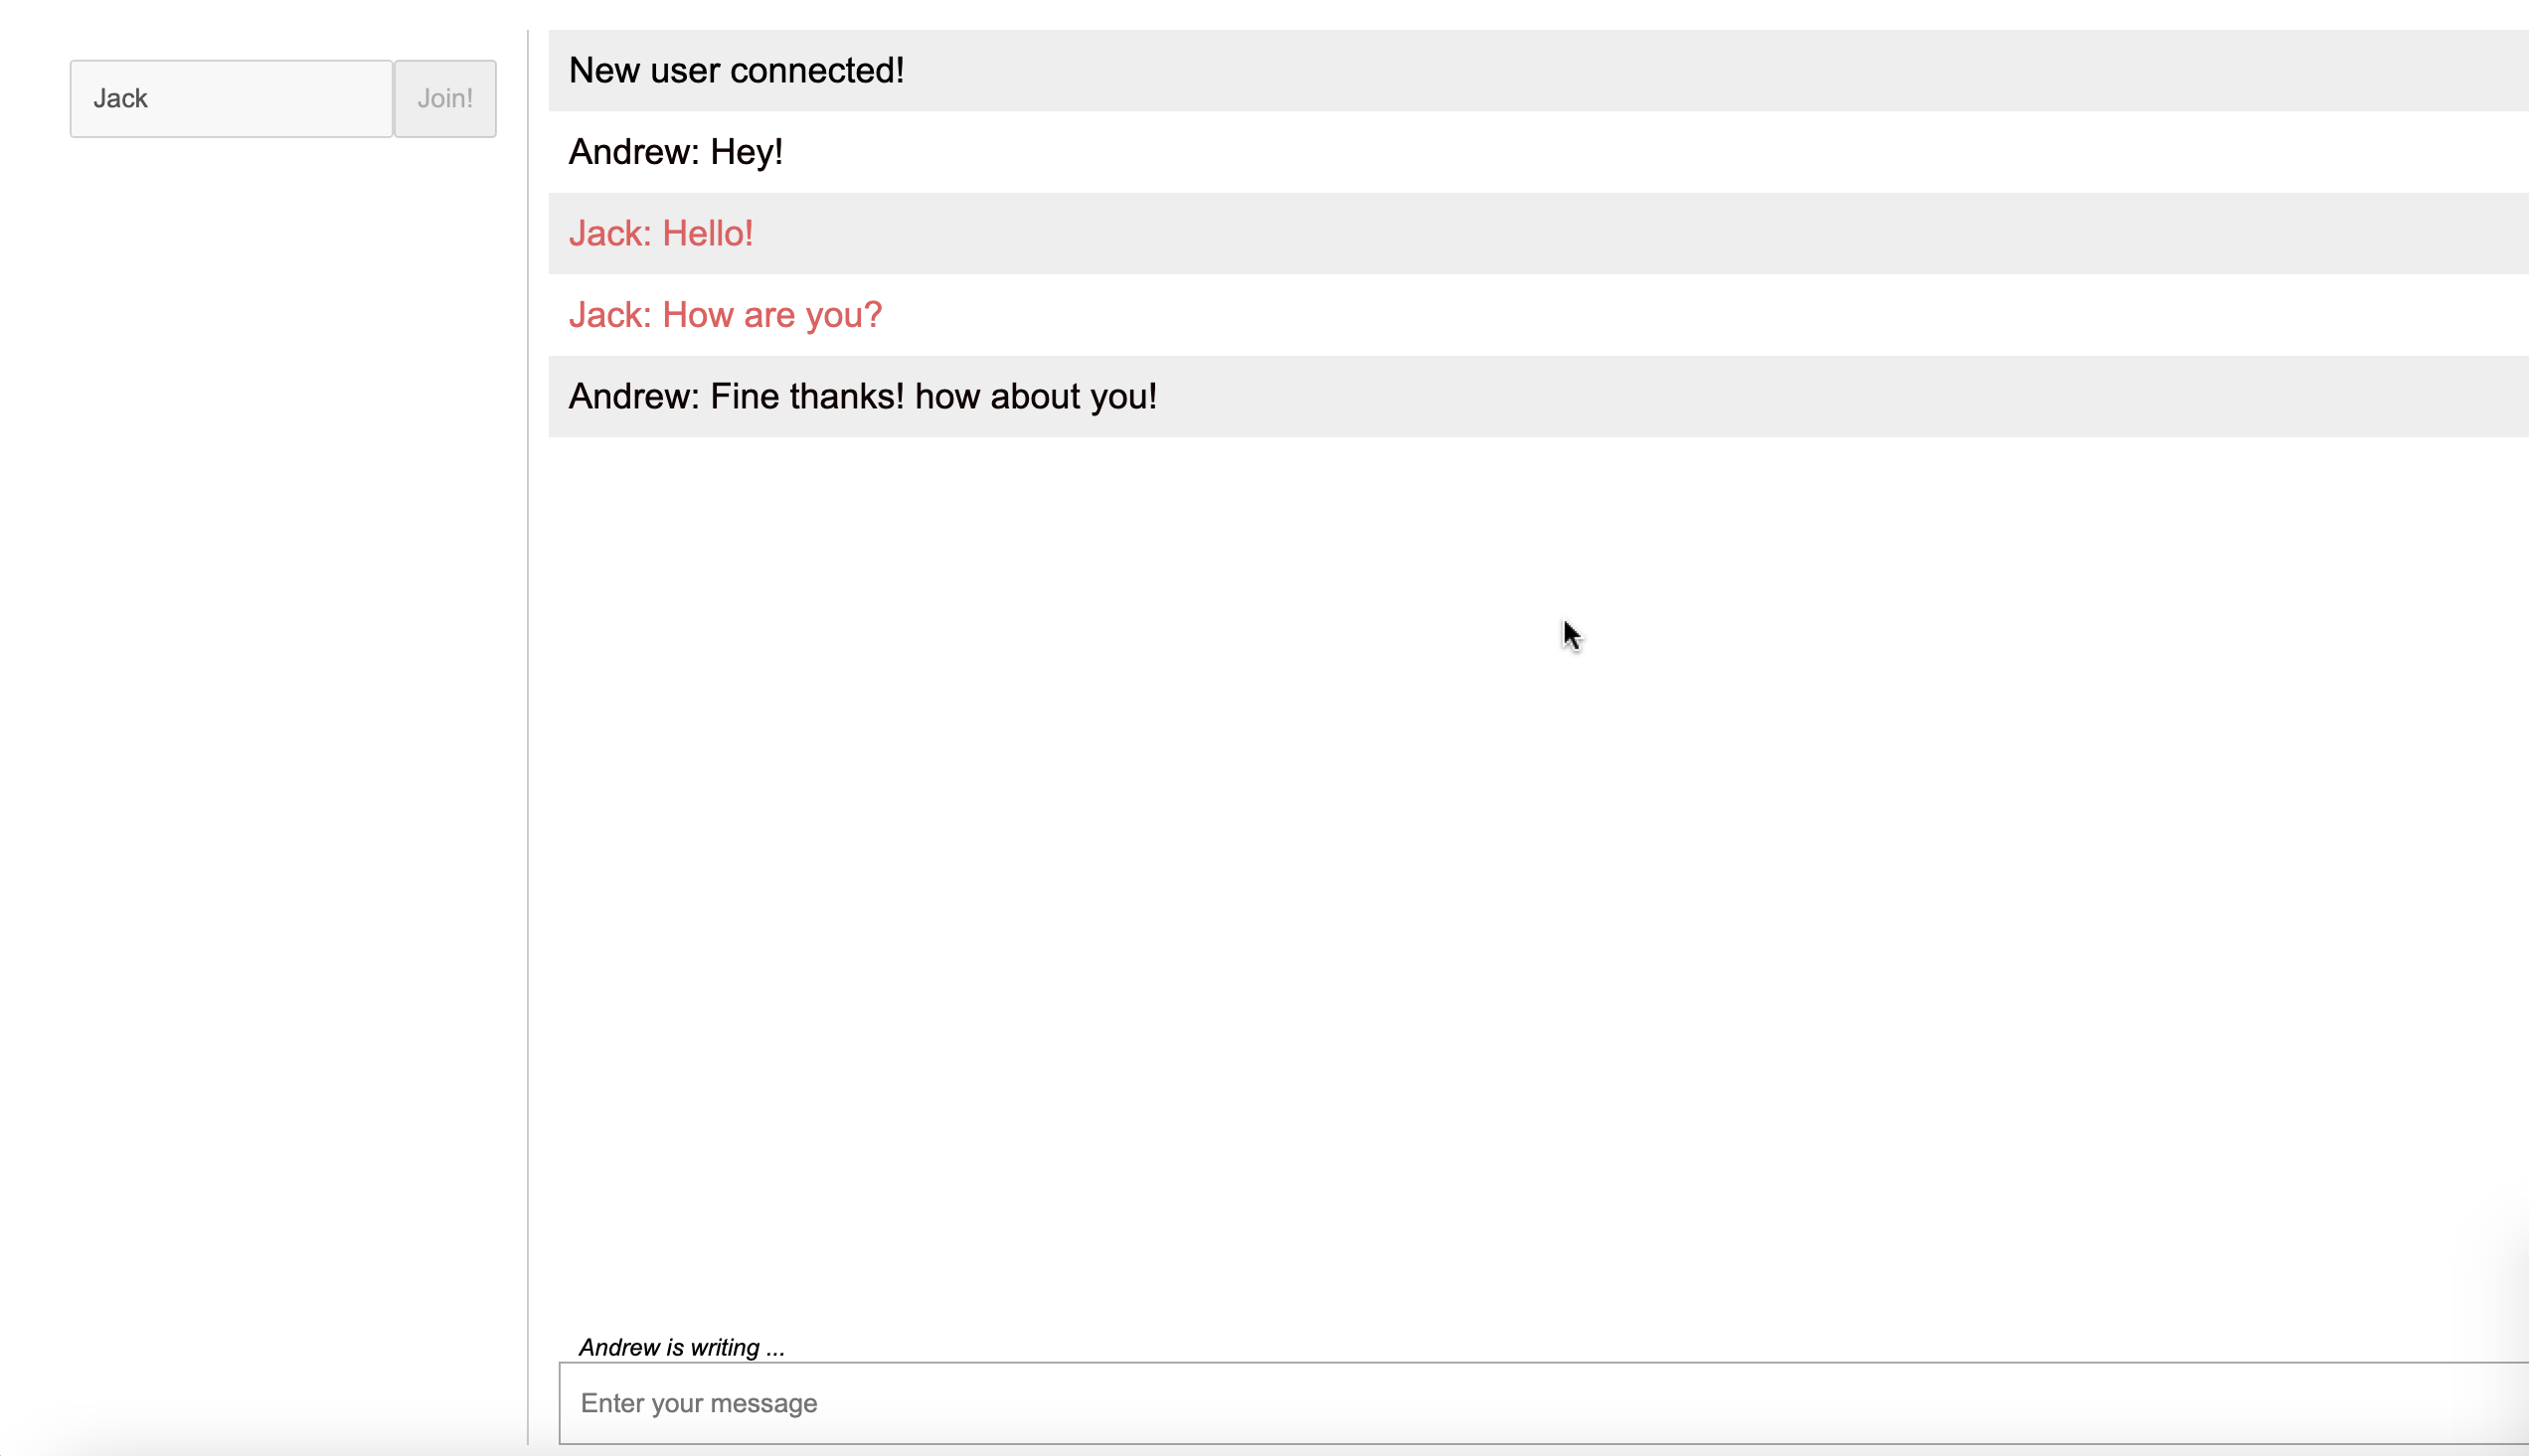 Jack
Join!
New user connected!
Andrew: Hey!
Jack: Hello!
Jack: How are you?
Andrew: Fine thanks! how about you!
Andrew is writing ...
Enter your message